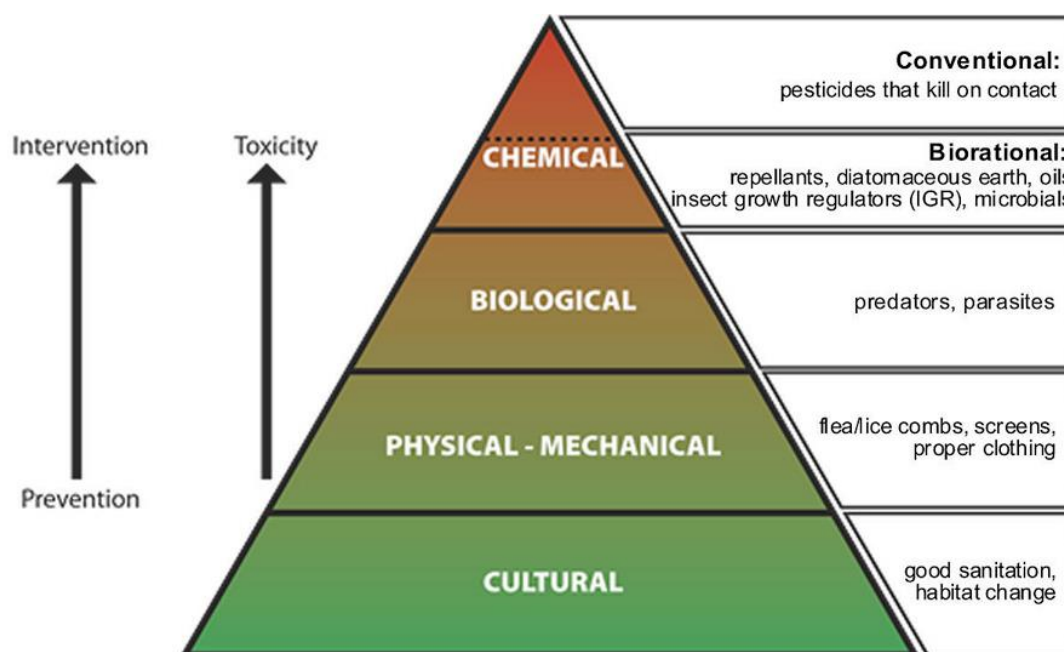 Conventional:
pesticides that kill on contact
Intervention
Toxicity
CHEMICAL
Biorational:
repellants, diatomaceous earth, oils
insect growth regulators (IGR), microbials
BIOLOGICAL
predators, parasites
PHYSICAL - MECHANICAL
flea/lice combs, screens,
proper clothing
Prevention
CULTURAL
good sanitation,
habitat change